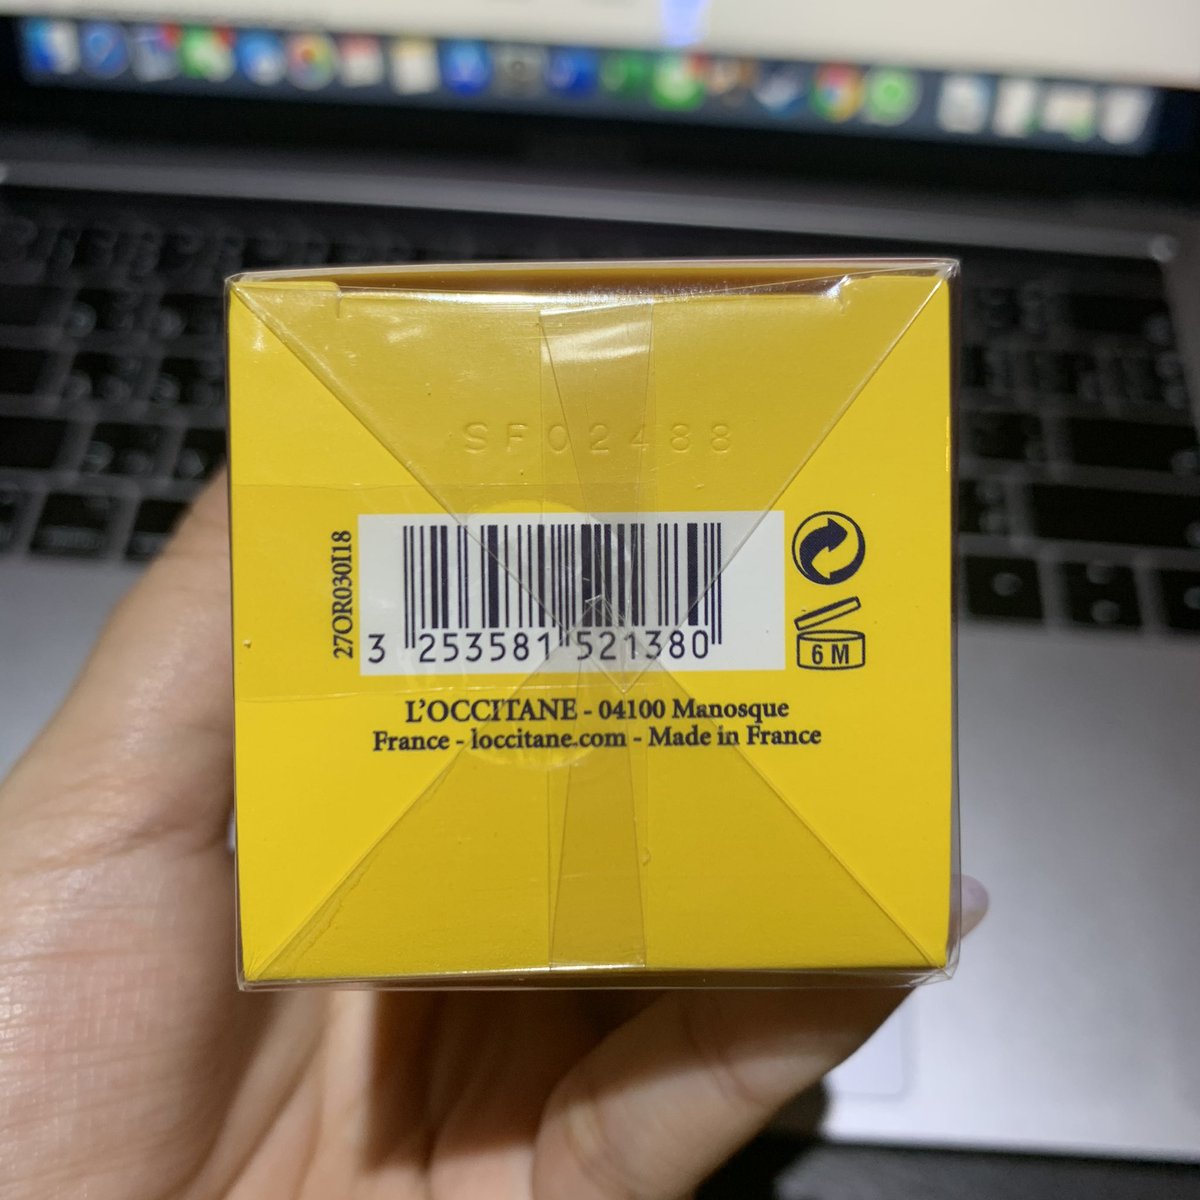 SF02488
27OR030I18
3 253581 521380
6 M
L'OCCITANE - 04100 Manosque
France - loccitane.com - Made in France